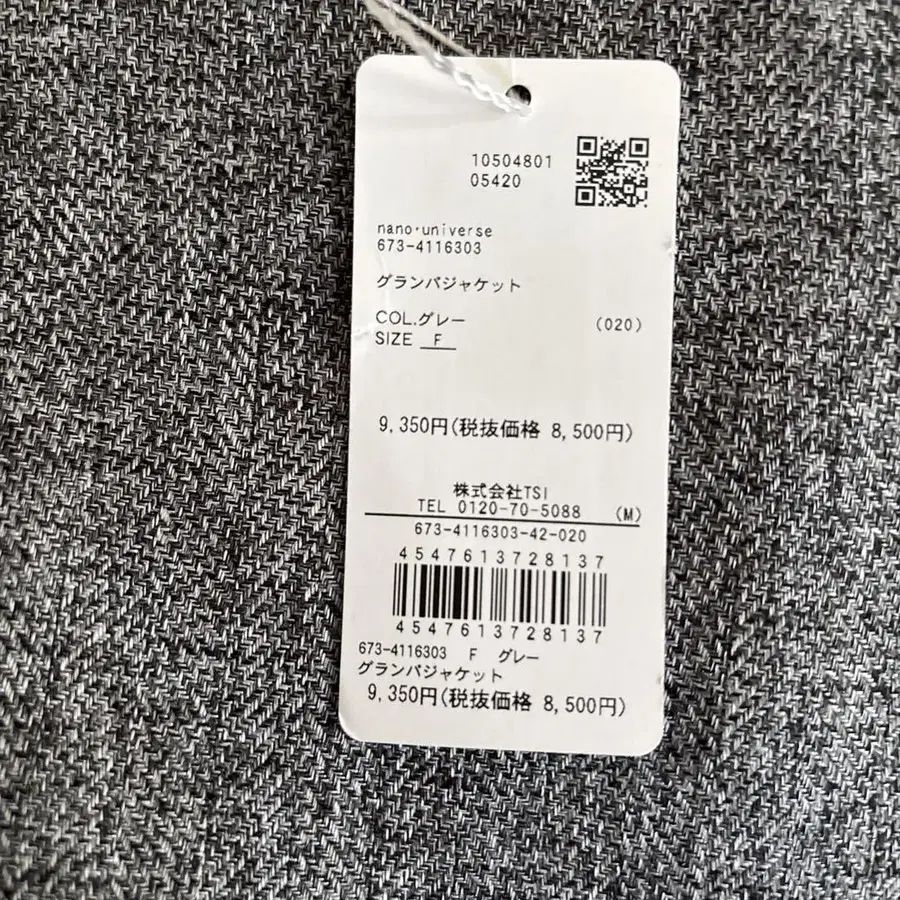 10504801
05420
nano・universe
673-4116303
グランパジャケット
COL.グレー (020)
SIZE F
9,350円(税抜価格 8,500円)
株式会社TSI
TEL 0120-70-5088 (M)
673-4116303-42-020
4547613728137
4547613728137
673-4116303 F グレー
グランパジャケット
9,350円(税抜価格 8,500円)